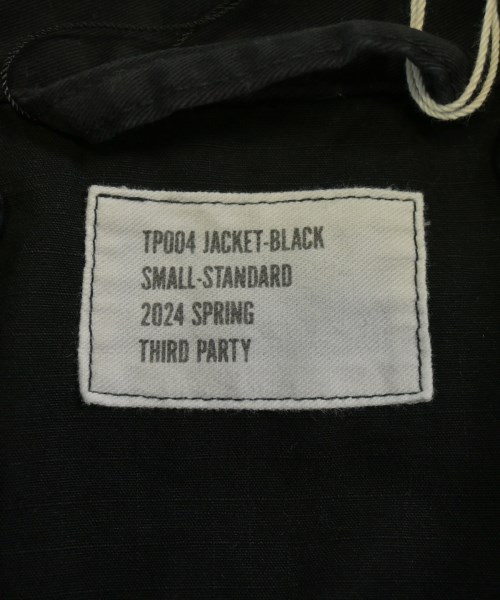 TP004 JACKET-BLACK
SMALL-STANDARD
2024 SPRING
THIRD PARTY